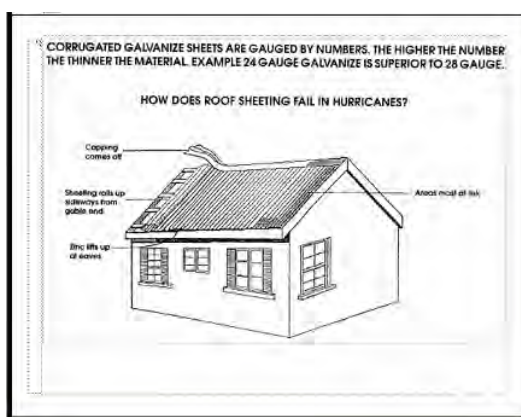 CORRUGATED GALVANIZE SHEETS ARE GAUGED BY NUMBERS. THE HIGHER THE NUMBER
THE THINNER THE MATERIAL. EXAMPLE 24 GAUGE GALVANIZE IS SUPERIOR TO 28 GAUGE.
HOW DOES ROOF SHEETING FAIL IN HURRICANES?
Capping
comes off
Sheeting rolls up
sideways from
gable end.
Areas most at risk
Zinc lifts up
at eaves